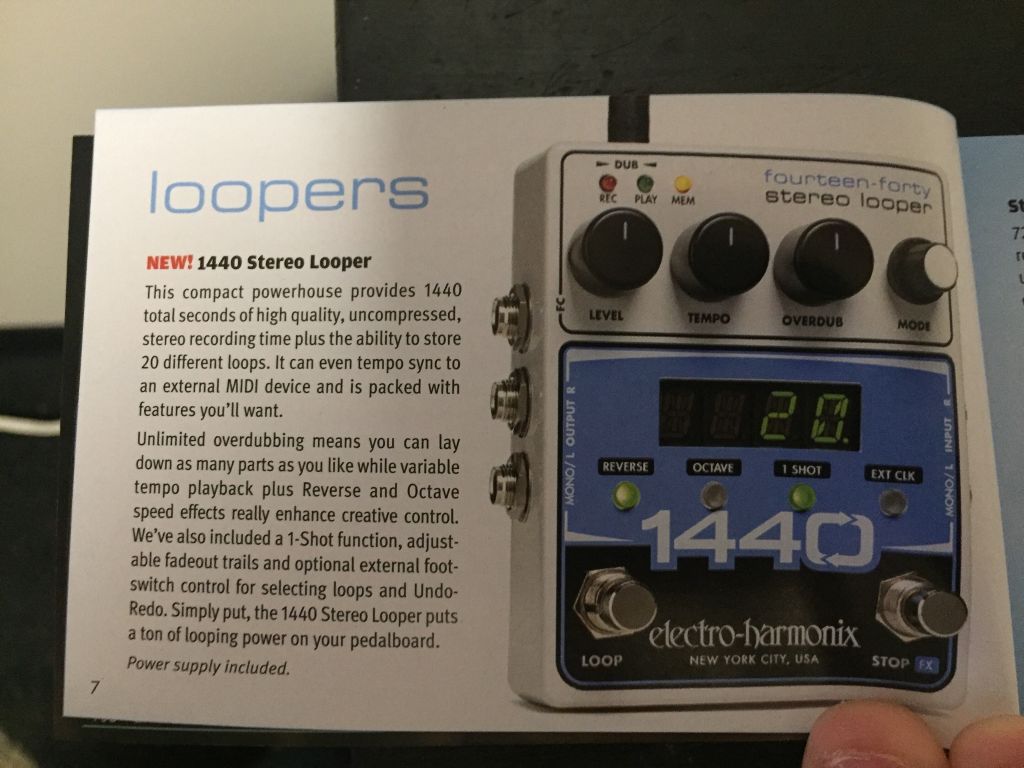 loopers
NEW! 1440 Stereo Looper
This compact powerhouse provides 1440
total seconds of high quality, uncompressed,
stereo recording time plus the ability to store
20 different loops. It can even tempo sync to
an external MIDI device and is packed with
features you'll want.
Unlimited overdubbing means you can lay
down as many parts as you like while variable
tempo playback plus Reverse and Octave
speed effects really enhance creative control.
We've also included a 1-Shot function, adjust-
able fadeout trails and optional external foot-
switch control for selecting loops and Undo-
Redo. Simply put, the 1440 Stereo Looper puts
a ton of looping power on your pedalboard.
Power supply included.
7
DUB
REC PLAY MEM
fourteen-forty
stereo looper
FC
LEVEL TEMPO OVERDUB MODE
MONO/L OUTPUT R
20.
MONO/L INPUT R
REVERSE OCTAVE 1 SHOT EXT CLK
1440
electro-harmonix
NEW YORK CITY, USA
LOOP
STOP FX
St
72